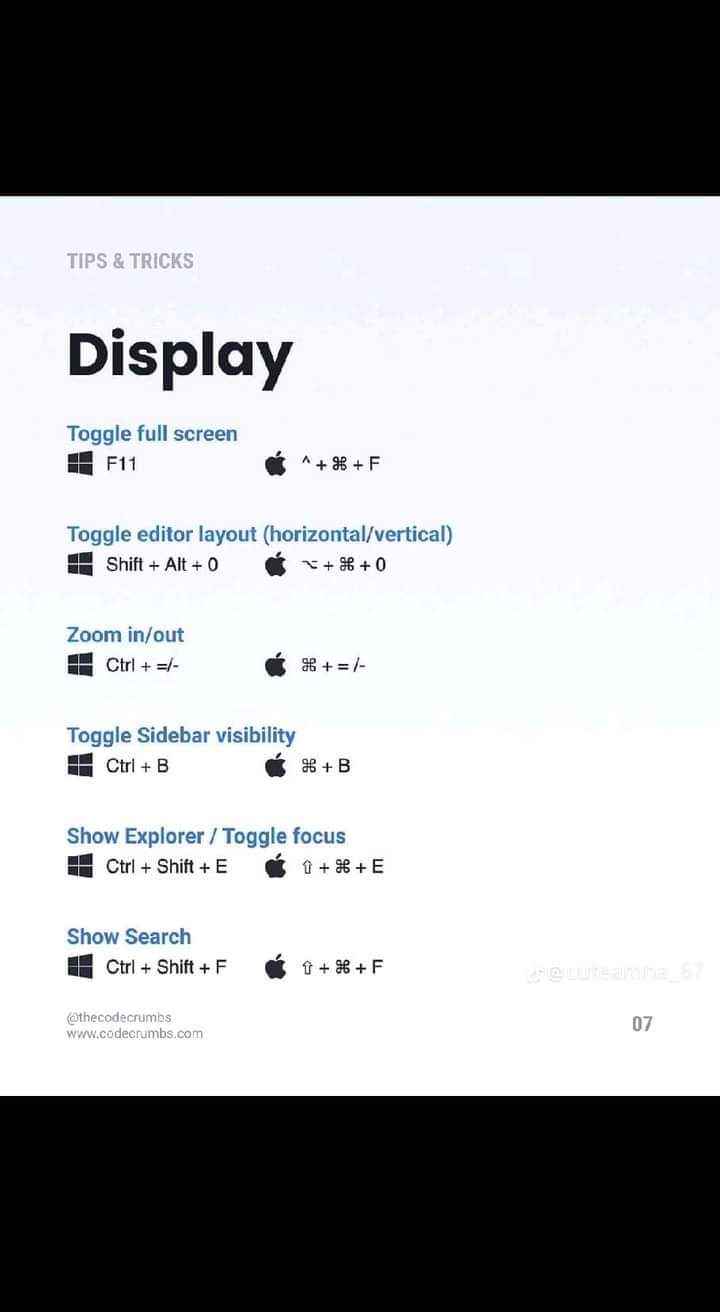 TIPS & TRICKS
Display
Toggle full screen
F11 ^ + ⌘ + F
Toggle editor layout (horizontal/vertical)
Shift + Alt + 0 ⌥ + ⌘ + 0
Zoom in/out
Ctrl + =/- ⌘ + = /-
Toggle Sidebar visibility
Ctrl + B ⌘ + B
Show Explorer / Toggle focus
Ctrl + Shift + E ⇧ + ⌘ + E
Show Search
Ctrl + Shift + F ⇧ + ⌘ + F
@thecodecrumbs
www.codecrumbs.com
07